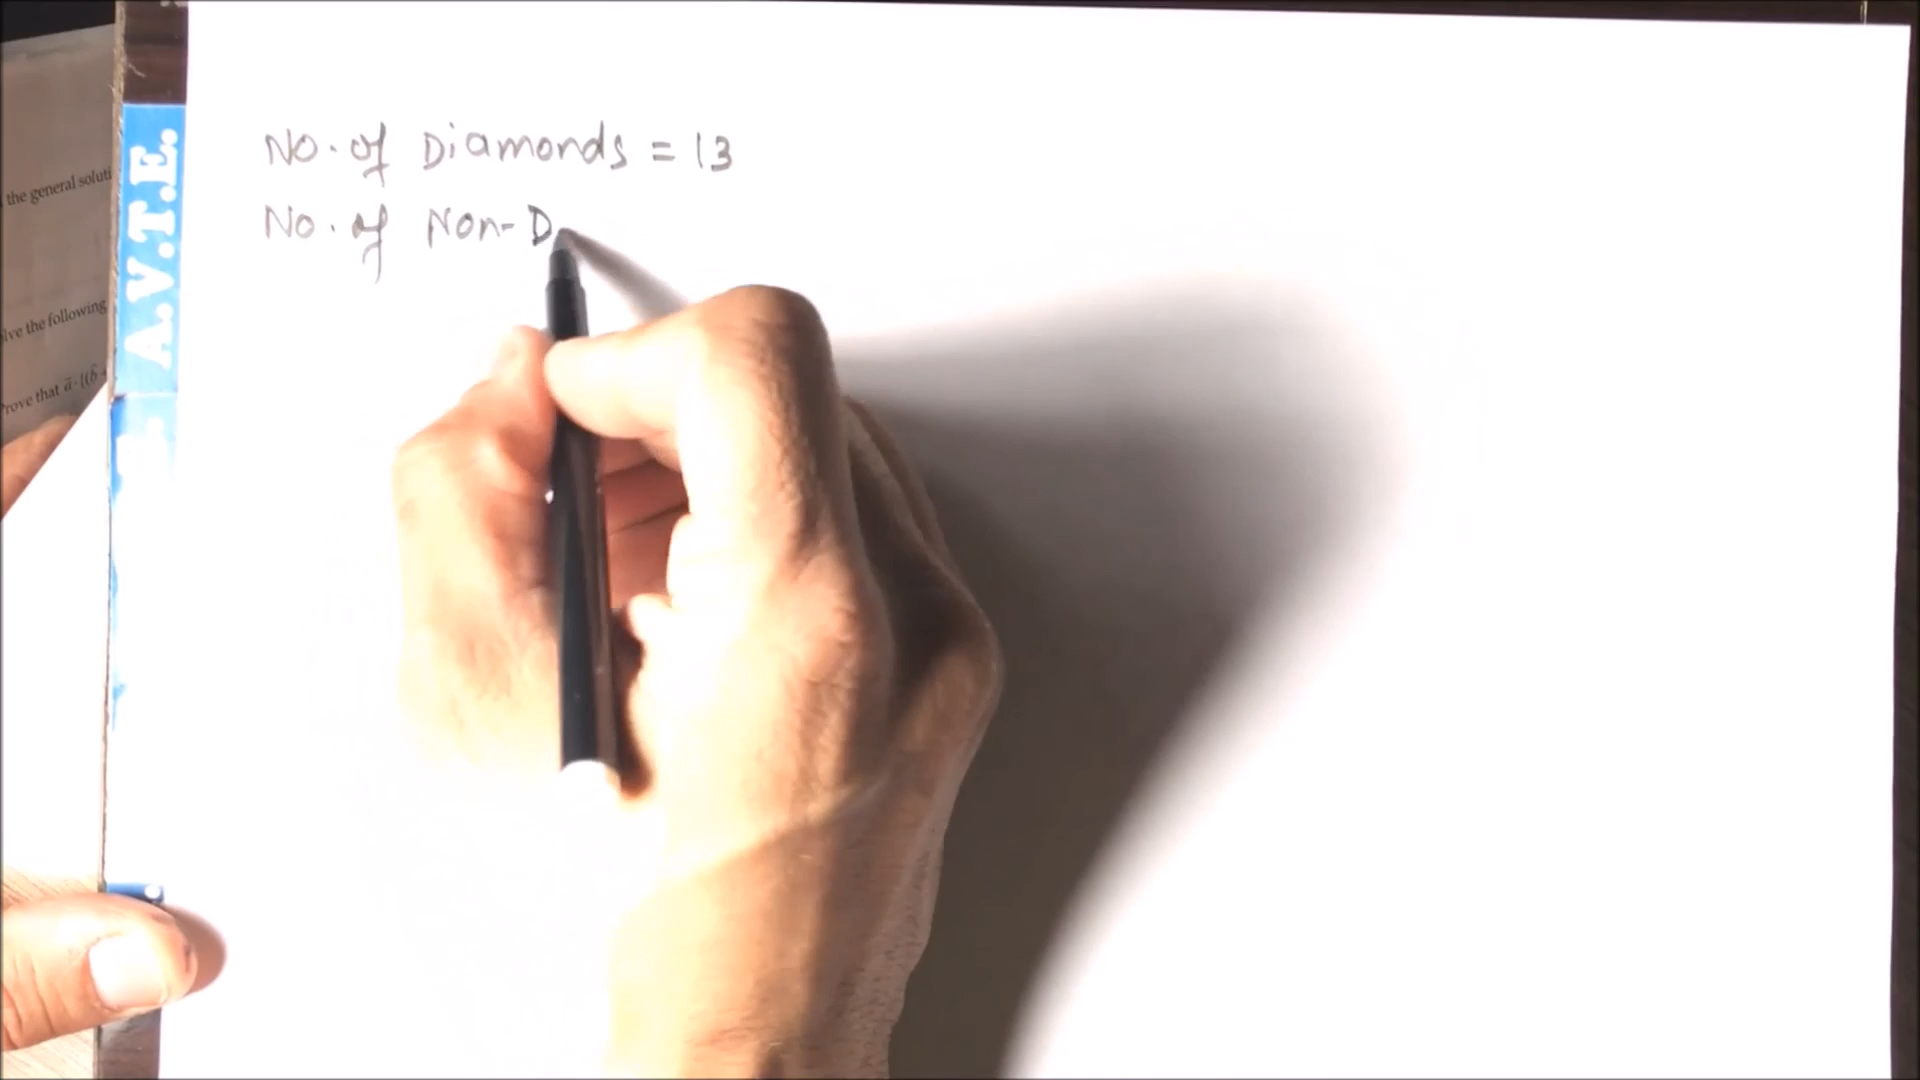 No. of Diamonds = 13
No. of Non-D
A.V.T.E.
the general soluti
lve the following
Prove that a⃗·{(b⃗ +